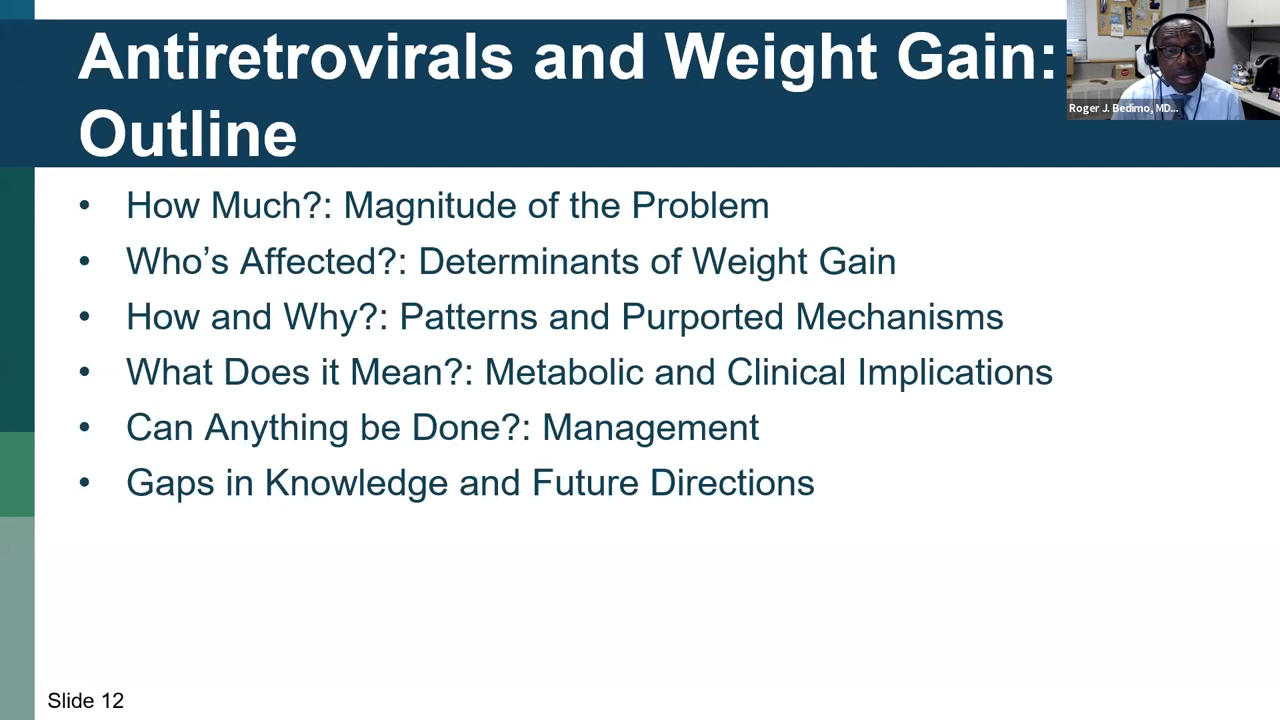 Antiretrovirals and Weight Gain:
Outline
Roger J. Bedimo, MD...
• How Much?: Magnitude of the Problem
• Who’s Affected?: Determinants of Weight Gain
• How and Why?: Patterns and Purported Mechanisms
• What Does it Mean?: Metabolic and Clinical Implications
• Can Anything be Done?: Management
• Gaps in Knowledge and Future Directions
Slide 12